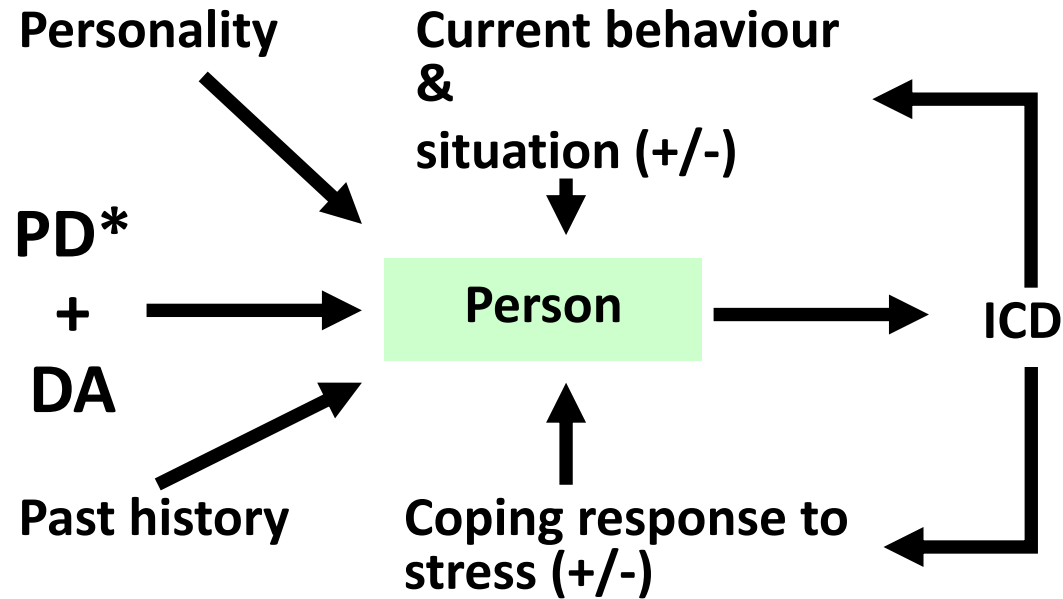 Personality
Current behaviour
&
situation (+/-)
PD*
+
DA
Person
ICD
Past history
Coping response to
stress (+/-)